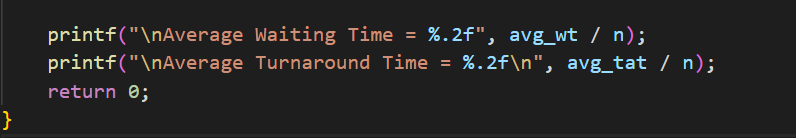 printf("\nAverage Waiting Time = %.2f", avg_wt / n);
printf("\nAverage Turnaround Time = %.2f\n", avg_tat / n);
return 0;
}